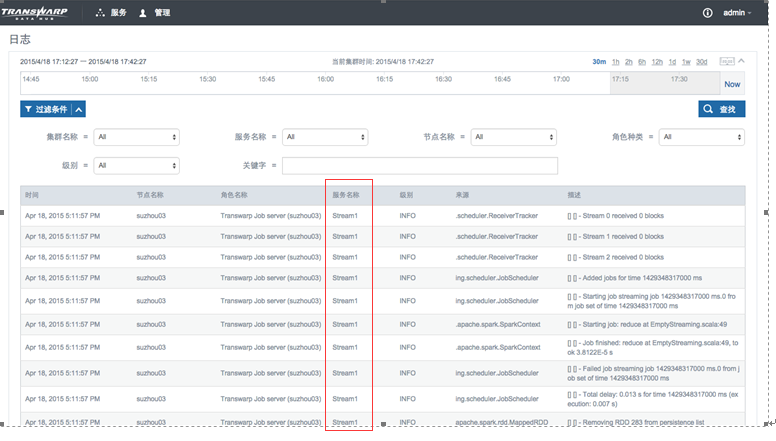 TRANSWARP
DATA HUB
服务
管理
admin
日志
2015/4/18 17:12:27 — 2015/4/18 17:42:27
当前集群时间: 2015/4/18 17:42:27
30m 1h 2h 6h 12h 1d 1w 30d
14:45 15:00 15:15 15:30 15:45 16:00 16:15 16:30 16:45 17:00 17:15 17:30
Now
过滤条件
查找
集群名称 = All
服务名称 = All
节点名称 = All
角色种类 = All
级别 = All
关键字 =
时间 节点名称 角色名称 服务名称 级别 来源 描述
Apr 18, 2015 5:11:57 PM suzhou03 Transwarp Job server (suzhou03) Stream1 INFO .scheduler.ReceiverTracker [] [] - Stream 0 received 0 blocks
Apr 18, 2015 5:11:57 PM suzhou03 Transwarp Job server (suzhou03) Stream1 INFO .scheduler.ReceiverTracker [] [] - Stream 1 received 0 blocks
Apr 18, 2015 5:11:57 PM suzhou03 Transwarp Job server (suzhou03) Stream1 INFO .scheduler.ReceiverTracker [] [] - Stream 2 received 0 blocks
Apr 18, 2015 5:11:57 PM suzhou03 Transwarp Job server (suzhou03) Stream1 INFO ing.scheduler.JobScheduler [] [] - Added jobs for time 1429348317000 ms
Apr 18, 2015 5:11:57 PM suzhou03 Transwarp Job server (suzhou03) Stream1 INFO ing.scheduler.JobScheduler [] [] - Starting job streaming job 1429348317000 ms.0 fro
m job set of time 1429348317000 ms
Apr 18, 2015 5:11:57 PM suzhou03 Transwarp Job server (suzhou03) Stream1 INFO .apache.spark.SparkContext [] [] - Starting job: reduce at EmptyStreaming.scala:49
Apr 18, 2015 5:11:57 PM suzhou03 Transwarp Job server (suzhou03) Stream1 INFO .apache.spark.SparkContext [] [] - Job finished: reduce at EmptyStreaming.scala:49, to
ok 3.8122E-5 s
Apr 18, 2015 5:11:57 PM suzhou03 Transwarp Job server (suzhou03) Stream1 INFO ing.scheduler.JobScheduler [] [] - Failed job streaming job 1429348317000 ms.0 from j
ob set of time 1429348317000 ms
Apr 18, 2015 5:11:57 PM suzhou03 Transwarp Job server (suzhou03) Stream1 INFO ing.scheduler.JobScheduler [] [] - Total delay: 0.013 s for time 1429348317000 ms (ex
ecution: 0.007 s)
Apr 18, 2015 5:11:57 PM suzhou03 Transwarp Job server (suzhou03) Stream1 INFO apache.spark.rdd.MappedRDD [] [] - Removing RDD 283 from persistence list